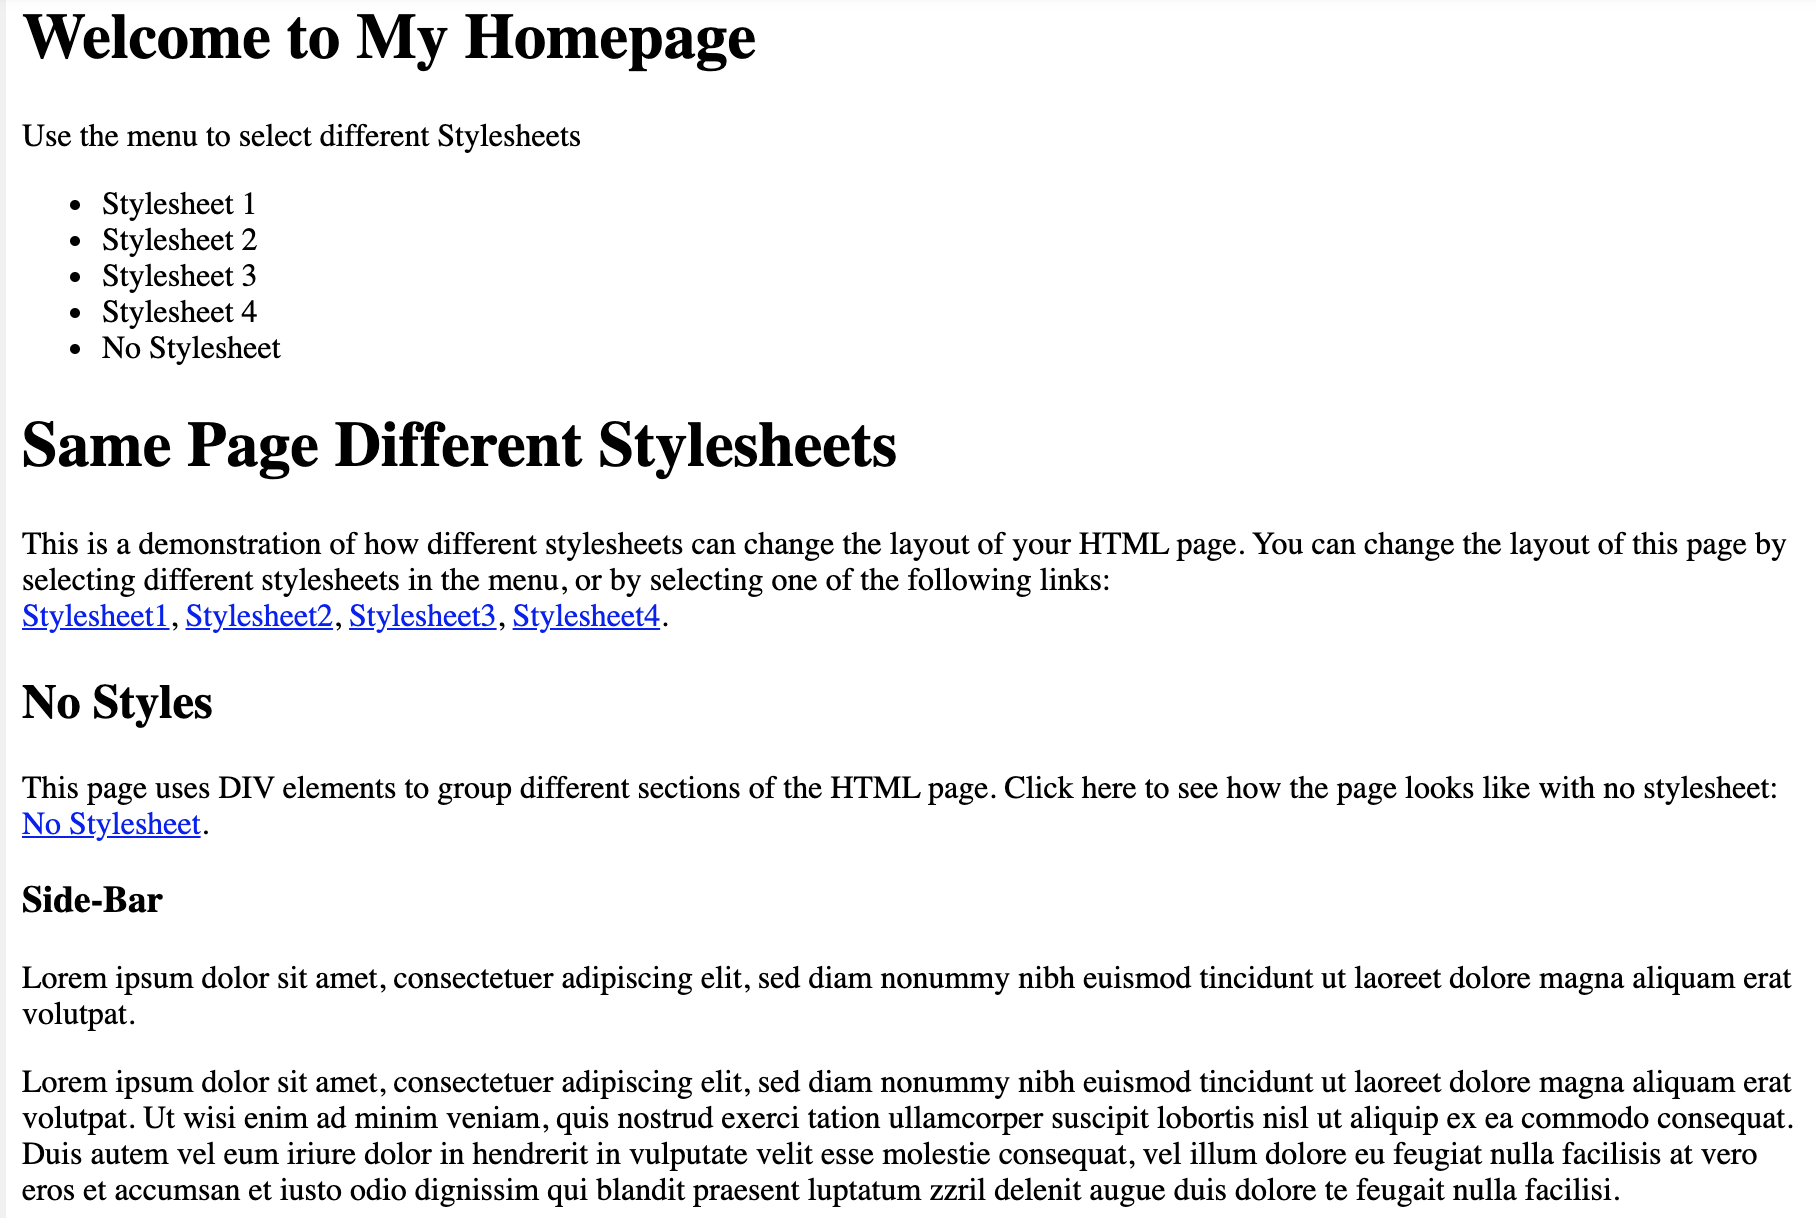 Welcome to My Homepage
Use the menu to select different Stylesheets
• Stylesheet 1
• Stylesheet 2
• Stylesheet 3
• Stylesheet 4
• No Stylesheet
Same Page Different Stylesheets
This is a demonstration of how different stylesheets can change the layout of your HTML page. You can change the layout of this page by
selecting different stylesheets in the menu, or by selecting one of the following links:
Stylesheet1, Stylesheet2, Stylesheet3, Stylesheet4.
No Styles
This page uses DIV elements to group different sections of the HTML page. Click here to see how the page looks like with no stylesheet:
No Stylesheet.
Side-Bar
Lorem ipsum dolor sit amet, consectetuer adipiscing elit, sed diam nonummy nibh euismod tincidunt ut laoreet dolore magna aliquam erat
volutpat.
Lorem ipsum dolor sit amet, consectetuer adipiscing elit, sed diam nonummy nibh euismod tincidunt ut laoreet dolore magna aliquam erat
volutpat. Ut wisi enim ad minim veniam, quis nostrud exerci tation ullamcorper suscipit lobortis nisl ut aliquip ex ea commodo consequat.
Duis autem vel eum iriure dolor in hendrerit in vulputate velit esse molestie consequat, vel illum dolore eu feugiat nulla facilisis at vero
eros et accumsan et iusto odio dignissim qui blandit praesent luptatum zzril delenit augue duis dolore te feugait nulla facilisi.